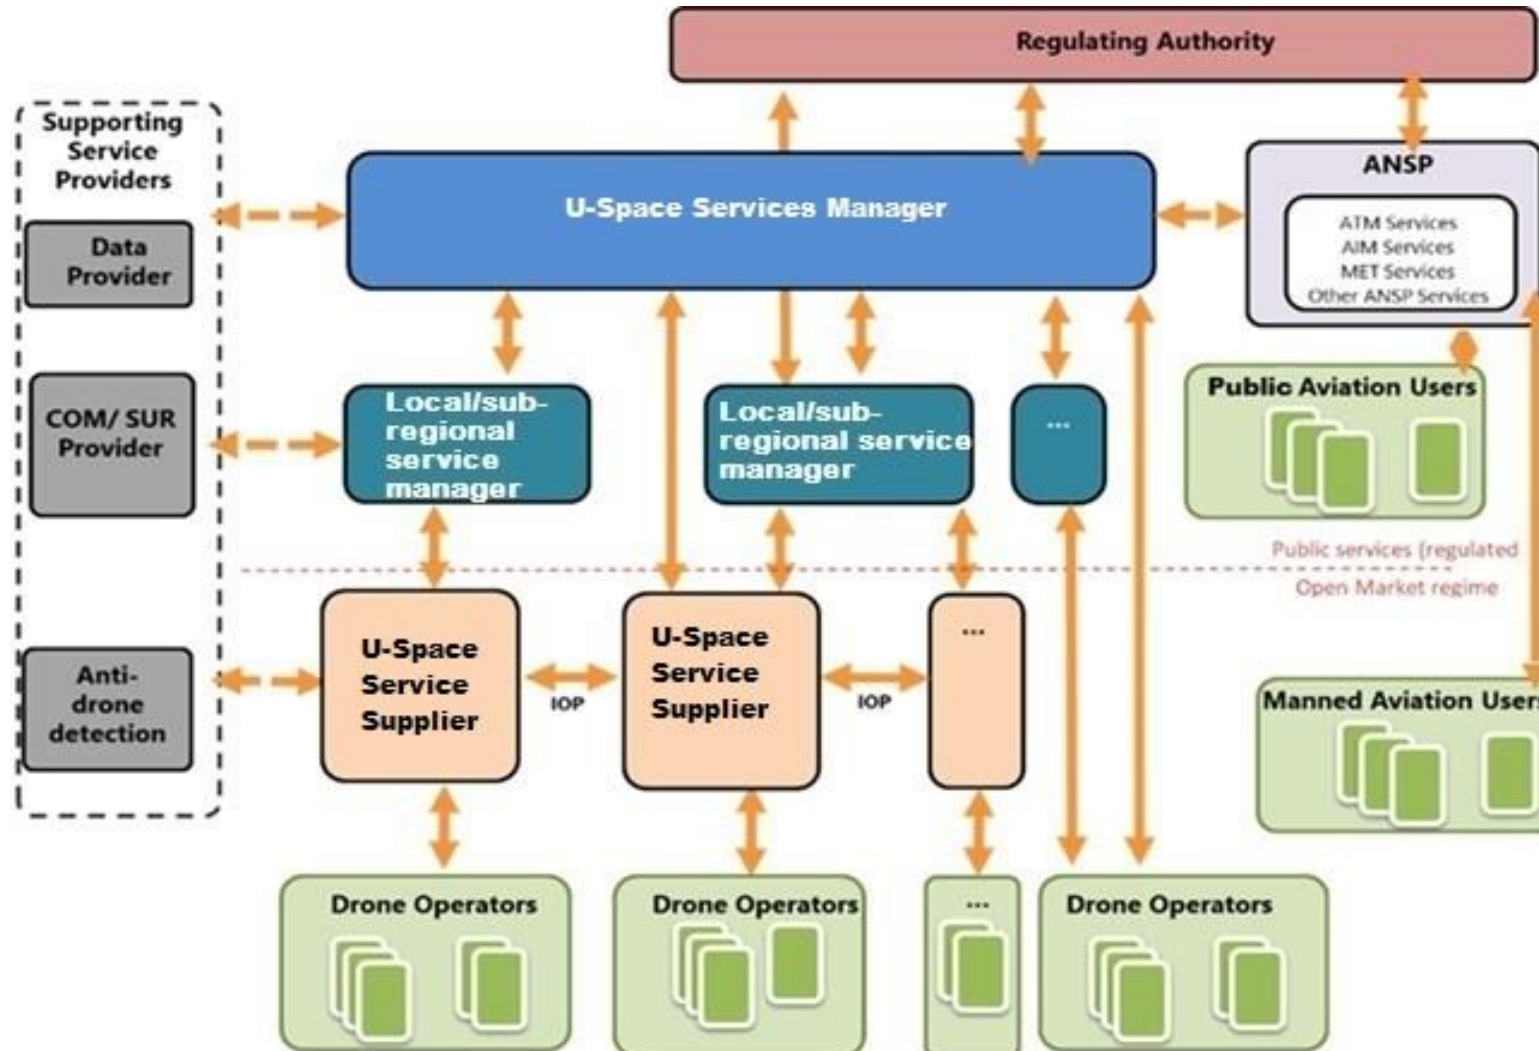 Regulating Authority
Supporting
Service
Providers
Data
Provider
COM/ SUR
Provider
Anti-
drone
detection
U-Space Services Manager
ANSP
ATM Services
AIM Services
MET Services
Other ANSP Services
Local/sub-
regional
service
manager
Local/sub-
regional service
manager
...
Public Aviation Users
Public services (regulated
Open Market regime
U-Space
Service
Supplier
IOP
U-Space
Service
Supplier
IOP
...
Manned Aviation Users
Drone Operators
Drone Operators
...
Drone Operators